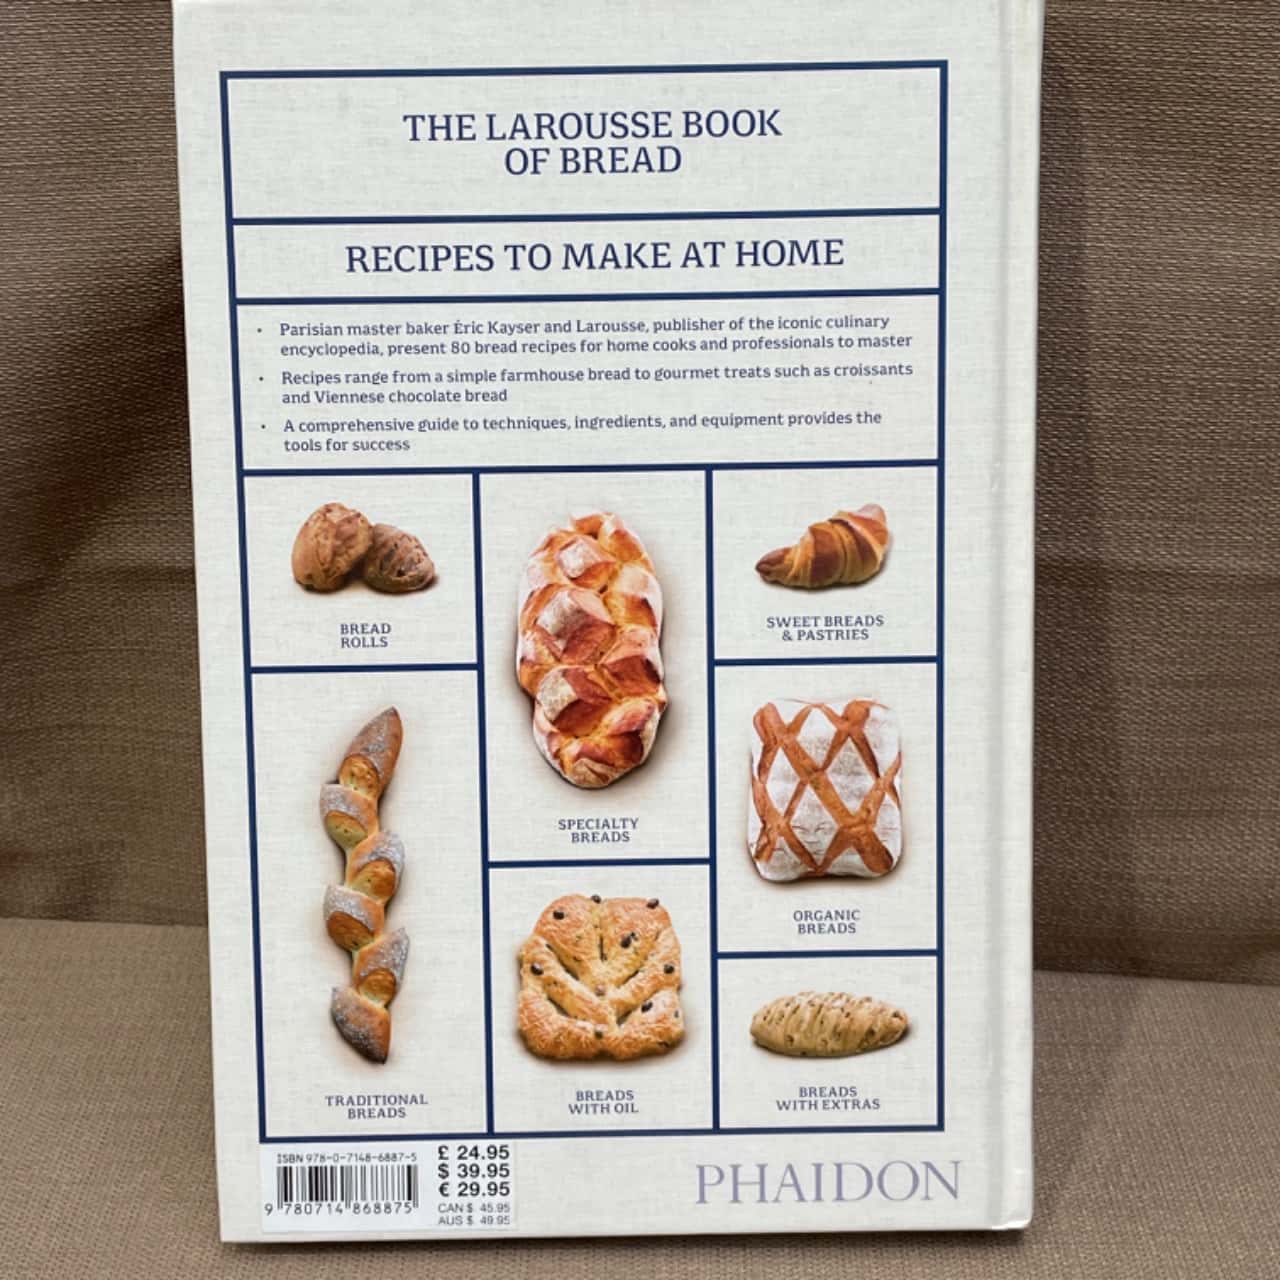 THE LAROUSSE BOOK
OF BREAD
RECIPES TO MAKE AT HOME
• Parisian master baker Éric Kayser and Larousse, publisher of the iconic culinary
encyclopedia, present 80 bread recipes for home cooks and professionals to master
• Recipes range from a simple farmhouse bread to gourmet treats such as croissants
and Viennese chocolate bread
• A comprehensive guide to techniques, ingredients, and equipment provides the
tools for success
BREAD
ROLLS
SPECIALTY
BREADS
SWEET BREADS
& PASTRIES
TRADITIONAL
BREADS
BREADS
WITH OIL
ORGANIC
BREADS
BREADS
WITH EXTRAS
ISBN 978-0-7148-6887-5
9 780714 868875
£ 24.95
$ 39.95
€ 29.95
CAN $ 45.95
AUS $ 49.95
PHAIDON